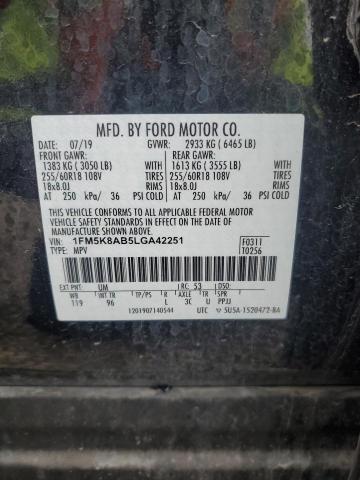 MFD. BY FORD MOTOR CO.
DATE: 07/19 GVWR: 2933 KG (6465 LB)
FRONT GAWR: REAR GAWR:
1383 KG (3050 LB) WITH 1613 KG (3555 LB) WITH
255/60R18 108V TIRES 255/60R18 108V TIRES
18x8.0J RIMS 18x8.0J RIMS
AT 250 kPa/ 36 PSI COLD AT 250 kPa/ 36 PSI COLD
THIS VEHICLE CONFORMS TO ALL APPLICABLE FEDERAL MOTOR
VEHICLE SAFETY BUMPER AND THEFT PREVENTION STANDARDS IN
EFFECT ON THE DATE OF MANUFACTURE SHOWN ABOVE.
VIN: 1FM5K8AB5LGA42251 F0311
TYPE: MPV T0256
EXT PNT: UM RC: 53 DSO:
WB INT TR TP/PS R AXLE TR SPR
119 96 L 3C U PPJJ
1201907140544 UTC 5U5A-1520472-BA